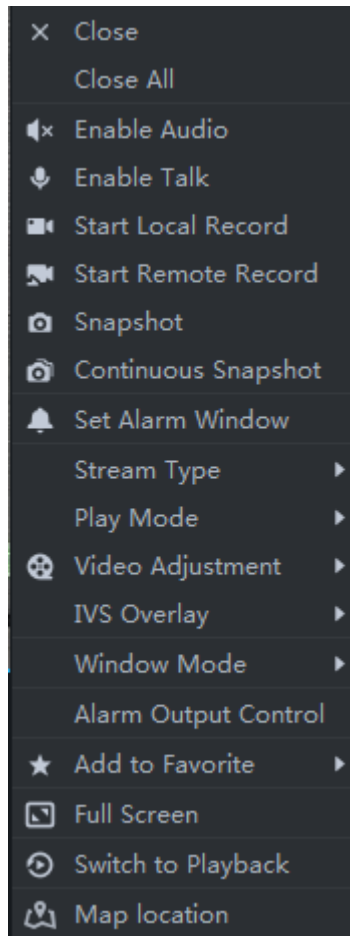 Close
Close All
Enable Audio
Enable Talk
Start Local Record
Start Remote Record
Snapshot
Continuous Snapshot
Set Alarm Window
Stream Type
Play Mode
Video Adjustment
IVS Overlay
Window Mode
Alarm Output Control
Add to Favorite
Full Screen
Switch to Playback
Map location